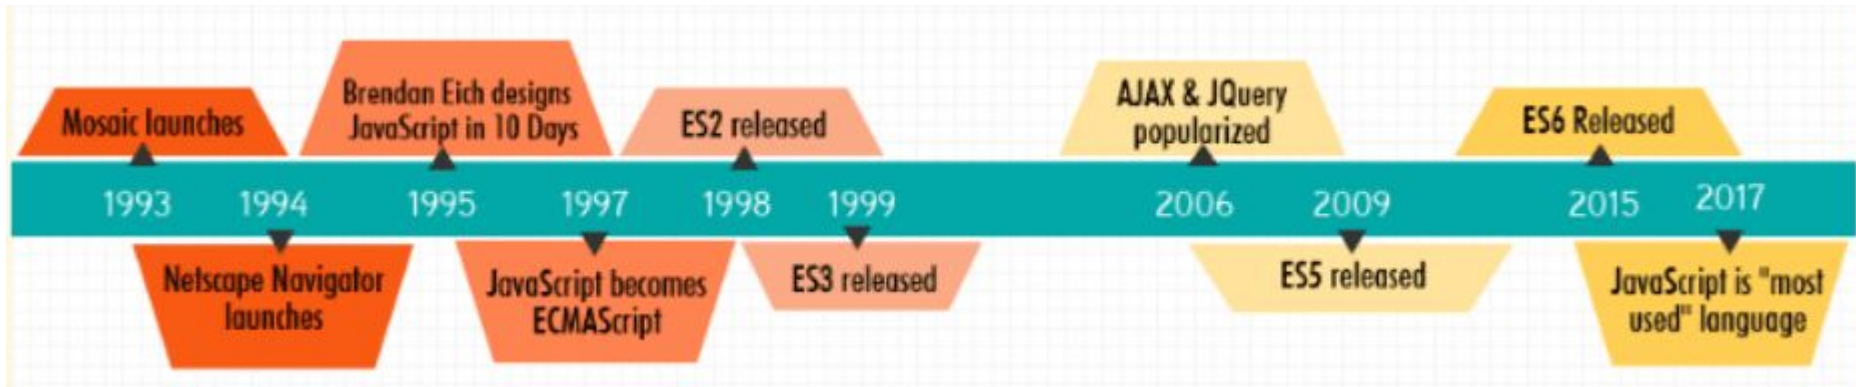 Mosaic launches
Brendan Eich designs
JavaScript in 10 Days
ES2 released
AJAX & JQuery
popularized
ES6 Released
1993
1994
1995
1997
1998
1999
2006
2009
2015
2017
Netscape Navigator
launches
JavaScript becomes
ECMAScript
ES3 released
ES5 released
JavaScript is "most
used" language